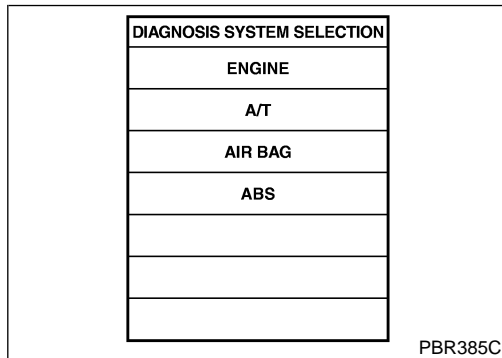 DIAGNOSIS SYSTEM SELECTION
ENGINE
A/T
AIR BAG
ABS
PBR385C